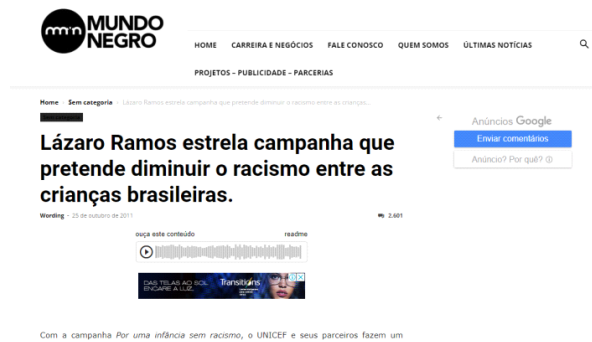 MUNDO
NEGRO
HOME CARREIRA E NEGÓCIOS FALE CONOSCO QUEM SOMOS ÚLTIMAS NOTÍCIAS
PROJETOS – PUBLICIDADE – PARCERIAS
Home › Sem categoria › Lázaro Ramos estrela campanha que pretende diminuir o racismo entre as crianças...
Sem categoria
Anúncios Google
Enviar comentários
Anúncio? Por quê?
Lázaro Ramos estrela campanha que
pretende diminuir o racismo entre as
crianças brasileiras.
Wording - 25 de outubro de 2011 2.601
ouça este conteúdo readme
DAS TELAS AO SOL
ENCARE A LUZ.
Transitions
Com a campanha Por uma infância sem racismo, o UNICEF e seus parceiros fazem um